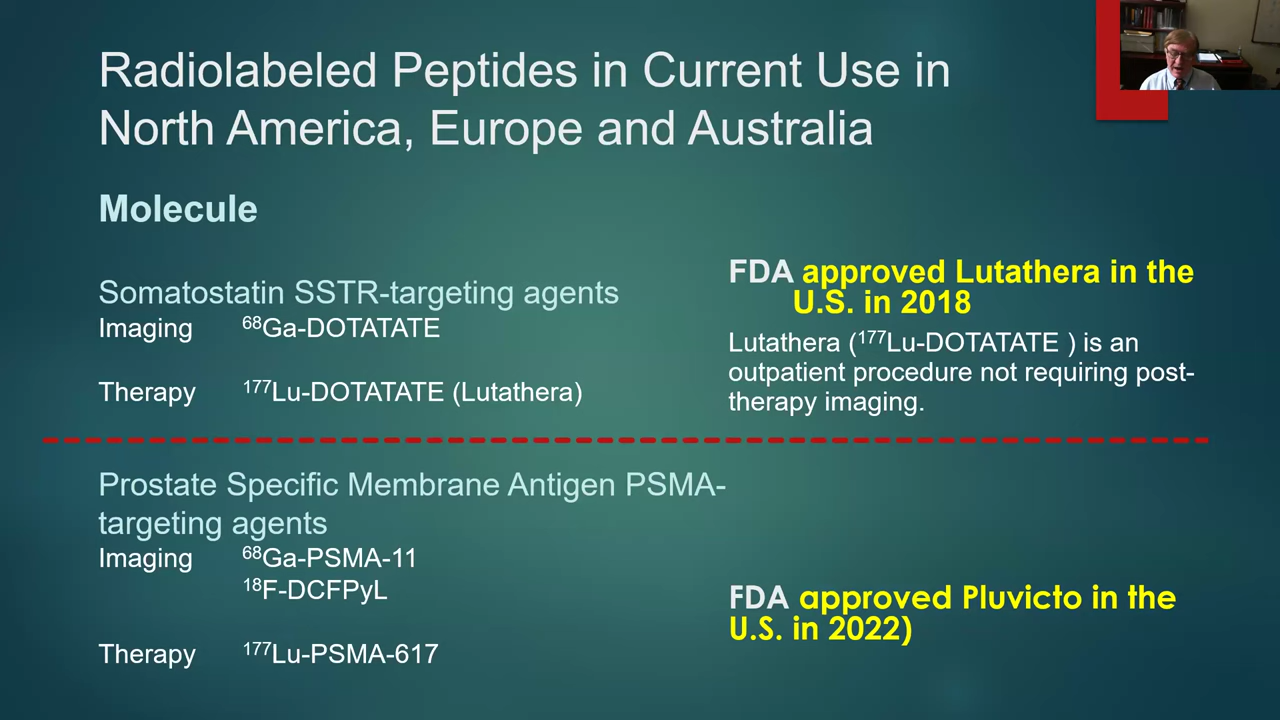 Radiolabeled Peptides in Current Use in
North America, Europe and Australia
Molecule
Somatostatin SSTR-targeting agents
Imaging ⁶⁸Ga-DOTATATE
Therapy ¹⁷⁷Lu-DOTATATE (Lutathera)
FDA approved Lutathera in the
U.S. in 2018
Lutathera (¹⁷⁷Lu-DOTATATE ) is an
outpatient procedure not requiring post-
therapy imaging.
Prostate Specific Membrane Antigen PSMA-
targeting agents
Imaging ⁶⁸Ga-PSMA-11
¹⁸F-DCFPyL
Therapy ¹⁷⁷Lu-PSMA-617
FDA approved Pluvicto in the
U.S. in 2022)